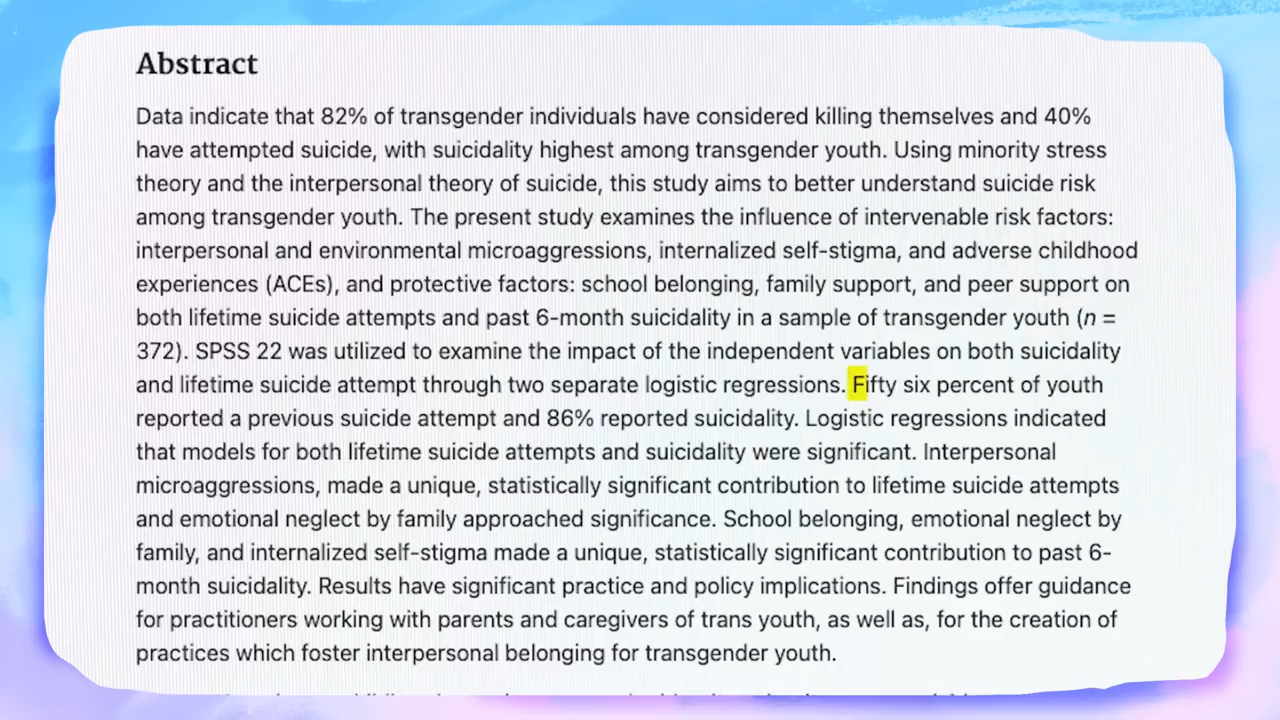 Abstract
Data indicate that 82% of transgender individuals have considered killing themselves and 40%
have attempted suicide, with suicidality highest among transgender youth. Using minority stress
theory and the interpersonal theory of suicide, this study aims to better understand suicide risk
among transgender youth. The present study examines the influence of intervenable risk factors:
interpersonal and environmental microaggressions, internalized self-stigma, and adverse childhood
experiences (ACEs), and protective factors: school belonging, family support, and peer support on
both lifetime suicide attempts and past 6-month suicidality in a sample of transgender youth (n =
372). SPSS 22 was utilized to examine the impact of the independent variables on both suicidality
and lifetime suicide attempt through two separate logistic regressions. Fifty six percent of youth
reported a previous suicide attempt and 86% reported suicidality. Logistic regressions indicated
that models for both lifetime suicide attempts and suicidality were significant. Interpersonal
microaggressions, made a unique, statistically significant contribution to lifetime suicide attempts
and emotional neglect by family approached significance. School belonging, emotional neglect by
family, and internalized self-stigma made a unique, statistically significant contribution to past 6-
month suicidality. Results have significant practice and policy implications. Findings offer guidance
for practitioners working with parents and caregivers of trans youth, as well as, for the creation of
practices which foster interpersonal belonging for transgender youth.